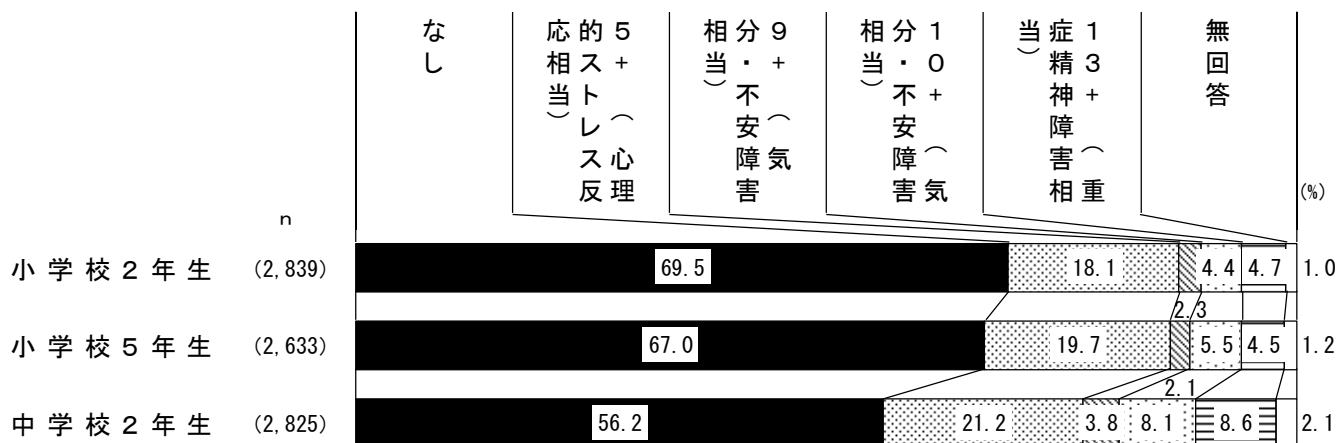 なし
５+（心理
的ストレス反
応相当）
９+（気
分・不安障害
相当）
１０+（気
分・不安障害
相当）
１３+（重
症精神障害相
当）
無回答
(%)
n
小学校２年生 (2,839) 69.5 18.1 4.4 4.7 1.0
2.3
小学校５年生 (2,633) 67.0 19.7 5.5 4.5 1.2
2.1
中学校２年生 (2,825) 56.2 21.2 3.8 8.1 8.6 2.1